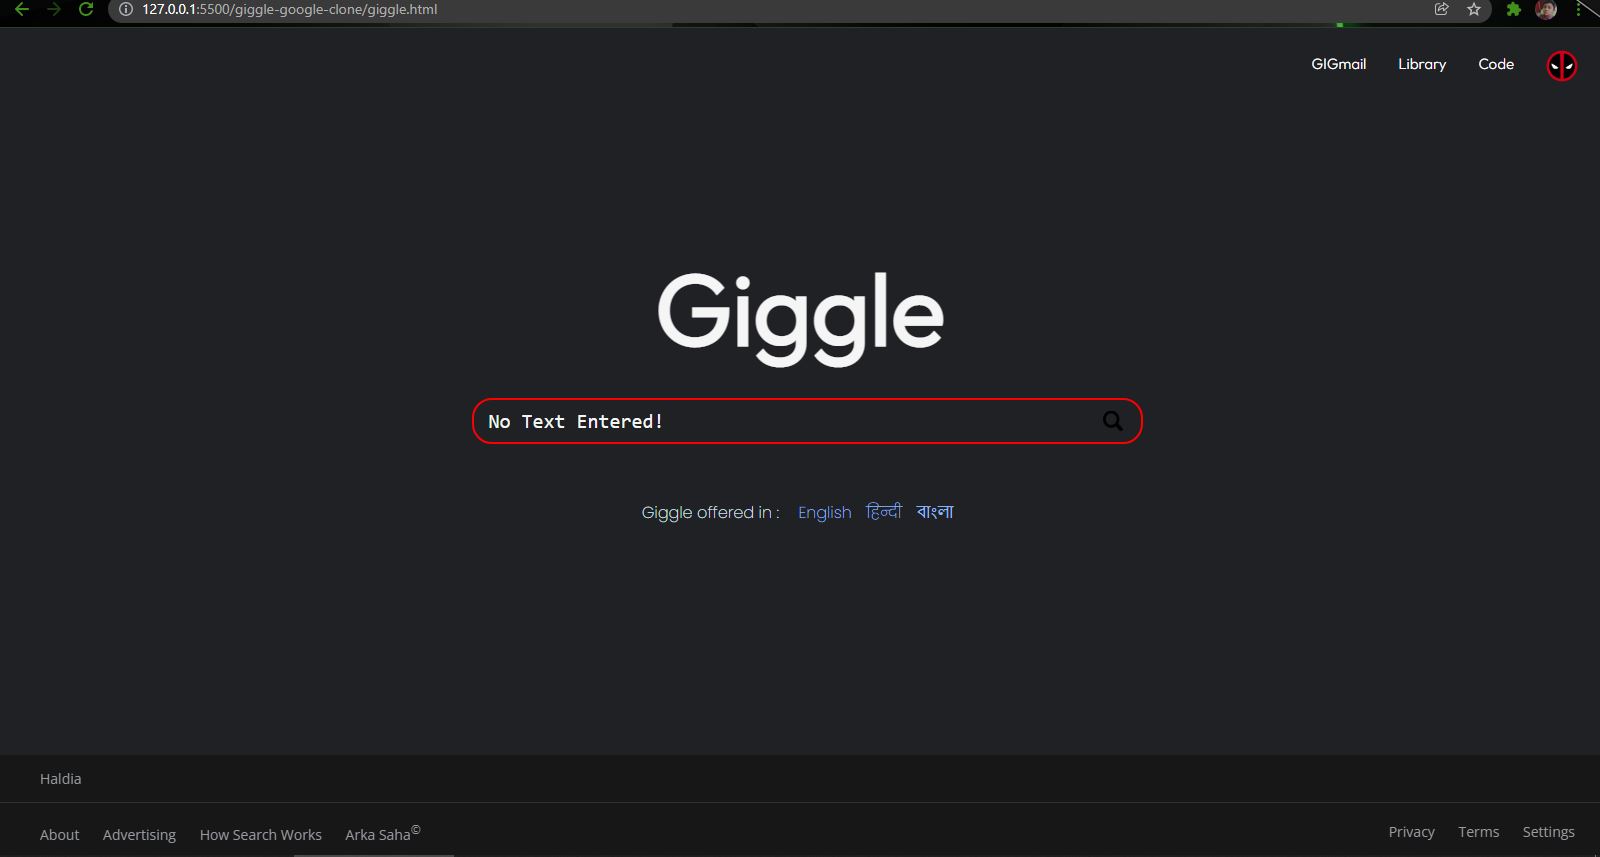 127.0.0.1:5500/giggle-google-clone/giggle.html
GIGmail Library Code
Giggle
No Text Entered!
Giggle offered in : English हिन्दी বাংলা
Haldia
About Advertising How Search Works Arka Saha©
Privacy Terms Settings